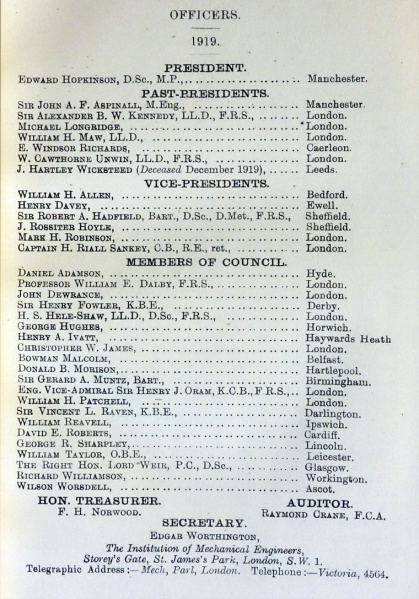 OFFICERS.
1919.
PRESIDENT.
EDWARD HOPKINSON, D.Sc., M.P., .................... Manchester.
PAST-PRESIDENTS.
SIR JOHN A. F. ASPINALL, M.Eng., .................... Manchester.
SIR ALEXANDER B. W. KENNEDY, LL.D., F.R.S., .................... London.
MICHAEL LONGRIDGE, .................... London.
WILLIAM H. MAW, LL.D., .................... London.
E. WINDSOR RICHARDS, .................... Caerleon.
W. CAWTHORNE UNWIN, LL.D., F.R.S., .................... London.
J. HARTLEY WICKSTEED (Deceased December 1919), .................... Leeds.
VICE-PRESIDENTS.
WILLIAM H. ALLEN, .................... Bedford.
HENRY DAVEY, .................... Ewell.
SIR ROBERT A. HADFIELD, BART., D.Sc., D.Met., F.R.S., Sheffield.
J. ROSSITER HOYLE, .................... Sheffield.
MARK H. ROBINSON, .................... London.
CAPTAIN H. RIALL SANKEY, C.B., R.E., ret., .................... London.
MEMBERS OF COUNCIL.
DANIEL ADAMSON, .................... Hyde.
PROFESSOR WILLIAM E. DALBY, F.R.S., .................... London.
JOHN DEWRANCE, .................... London.
SIR HENRY FOWLER, K.B.E., .................... Derby.
H. S. HELE-SHAW, LL.D., D.Sc., F.R.S., .................... London.
GEORGE HUGHES, .................... Horwich.
HENRY A. IVATT, .................... Haywards Heath
CHRISTOPHER W. JAMES, .................... London.
BOWMAN MALCOLM, .................... Belfast.
DONALD B. MORISON, .................... Hartlepool.
SIR GERARD A. MUNTZ, BART., .................... Birmingham.
ENG. VICE-ADMIRAL SIR HENRY J. ORAM, K.C.B., F R.S., .. London.
WILLIAM H. PATCHELL, .................... London.
SIR VINCENT L. RAVEN, K.B.E., .................... Darlington.
WILLIAM REAVELL, .................... Ipswich.
DAVID E. ROBERTS, .................... Cardiff.
GEORGE R. SHARPLEY, .................... Lincoln.
WILLIAM TAYLOR, O.B.E., .................... Leicester.
THE RIGHT HON. LORD WEIR, P.C., D.Sc., .................... Glasgow.
RICHARD WILLIAMSON, .................... Workington.
WILSON WORSDELL, .................... Ascot.
HON. TREASURER. AUDITOR.
F. H. NORWOOD. RAYMOND CRANE, F.C.A.
SECRETARY.
EDGAR WORTHINGTON,
The Institution of Mechanical Engineers,
Storey's Gate, St. James's Park, London, S.W. 1.
Telegraphic Address :—Mech, Parl, London. Telephone :—Victoria, 4564.